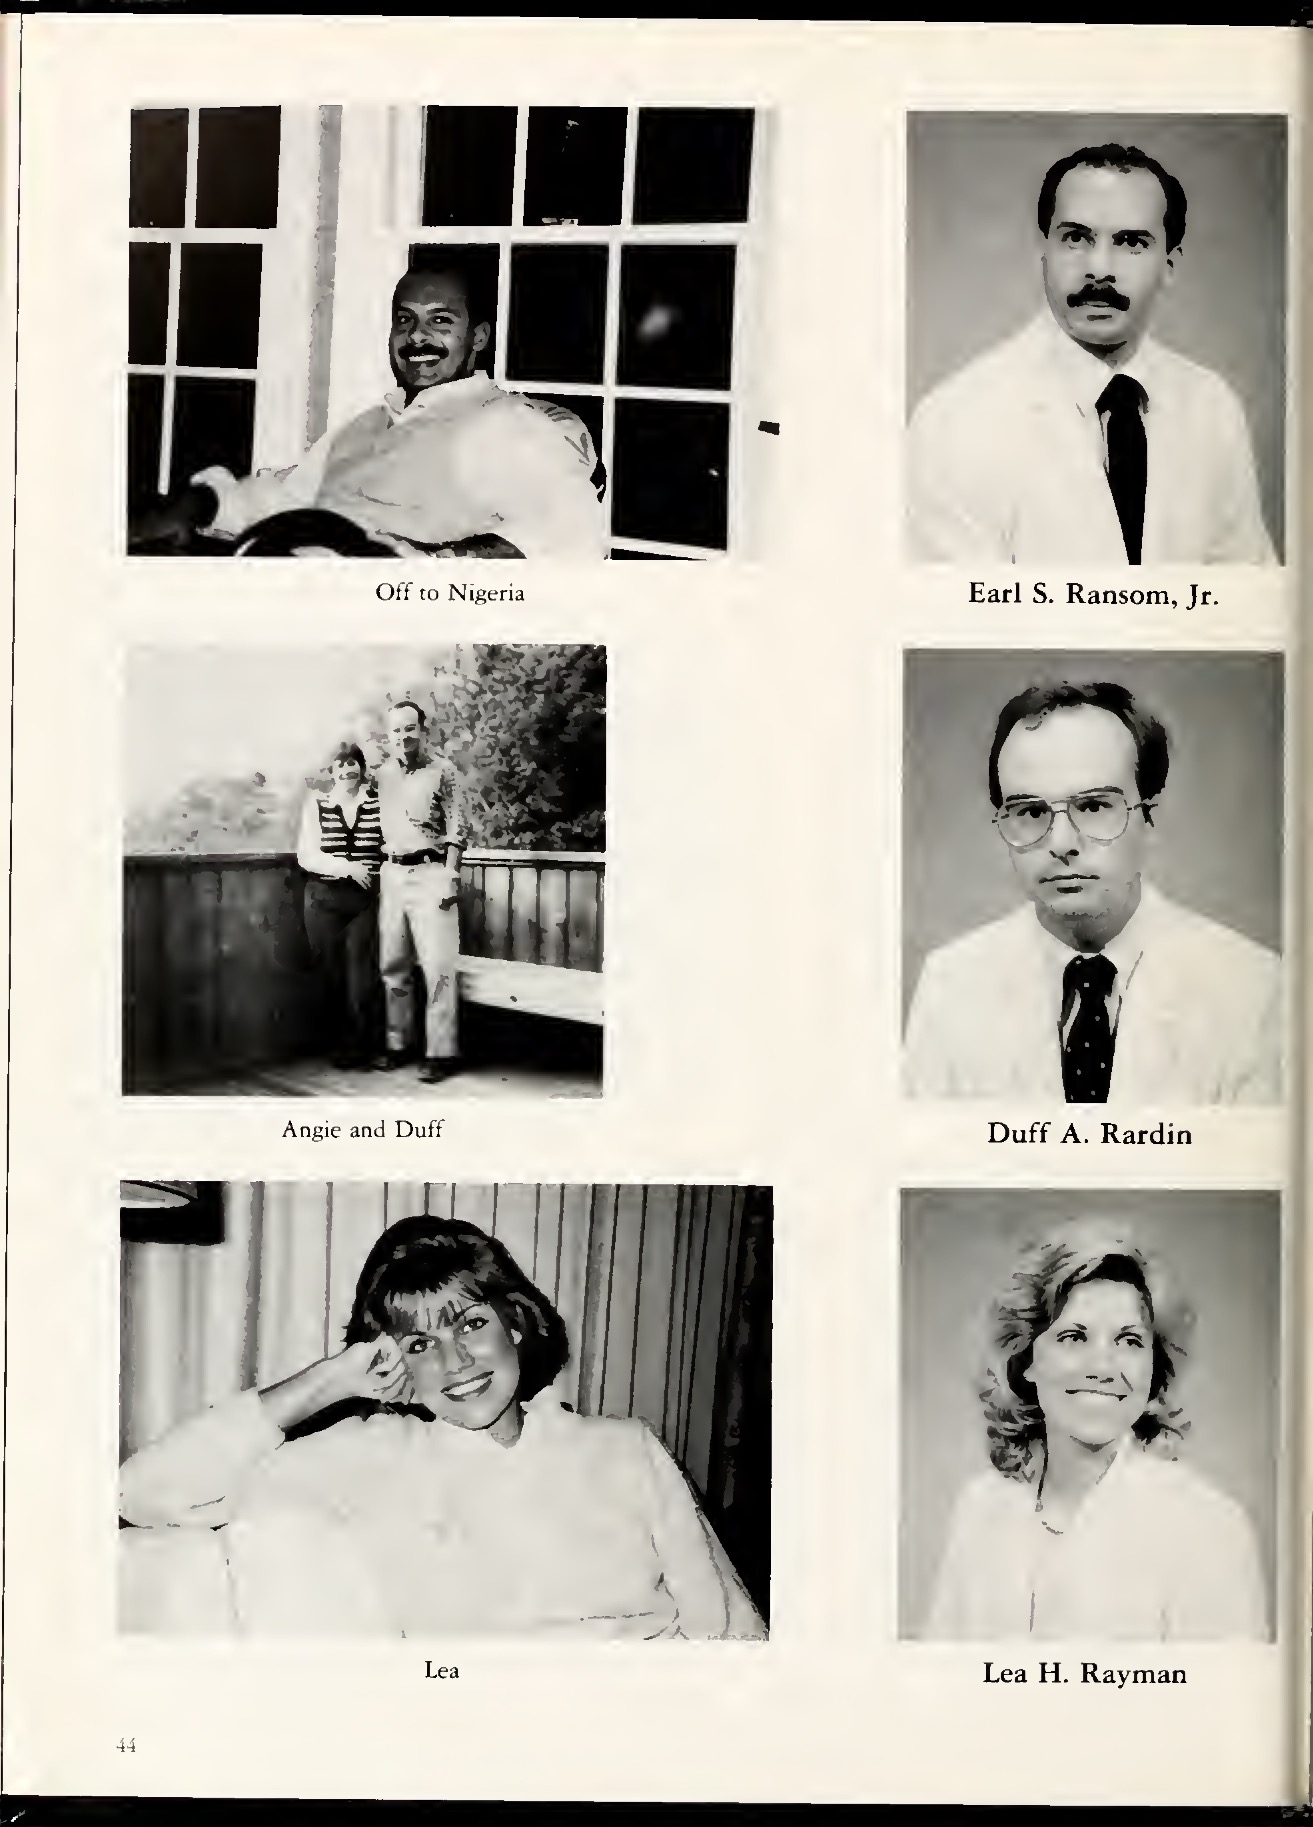 Off to Nigeria
Earl S. Ransom, Jr.
Angie and Duff
Duff A. Rardin
Lea
Lea H. Rayman
44